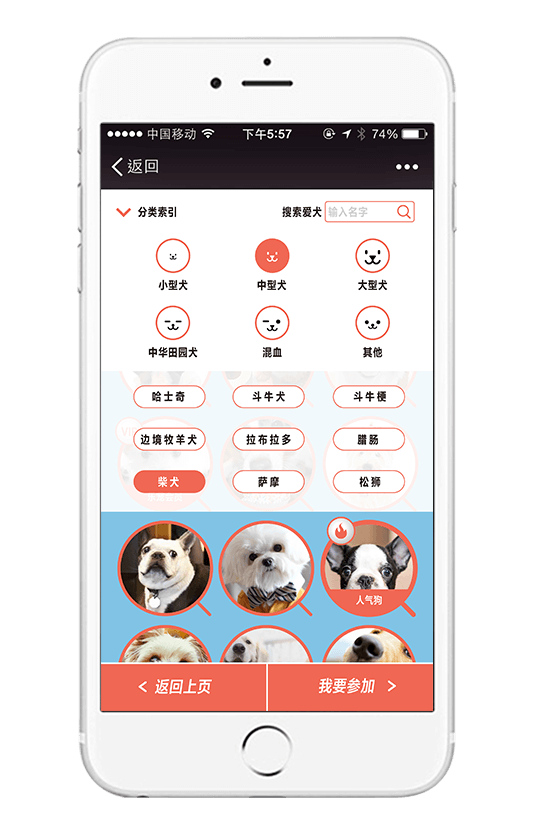 中国移动 下午5:57 74%
返回
分类索引 搜索爱犬 输入名字
小型犬 中型犬 大型犬
中华田园犬 混血 其他
哈士奇 斗牛犬 斗牛梗
边境牧羊犬 拉布拉多 腊肠
柴犬 萨摩 松狮
人气狗
< 返回上页 我要参加 >